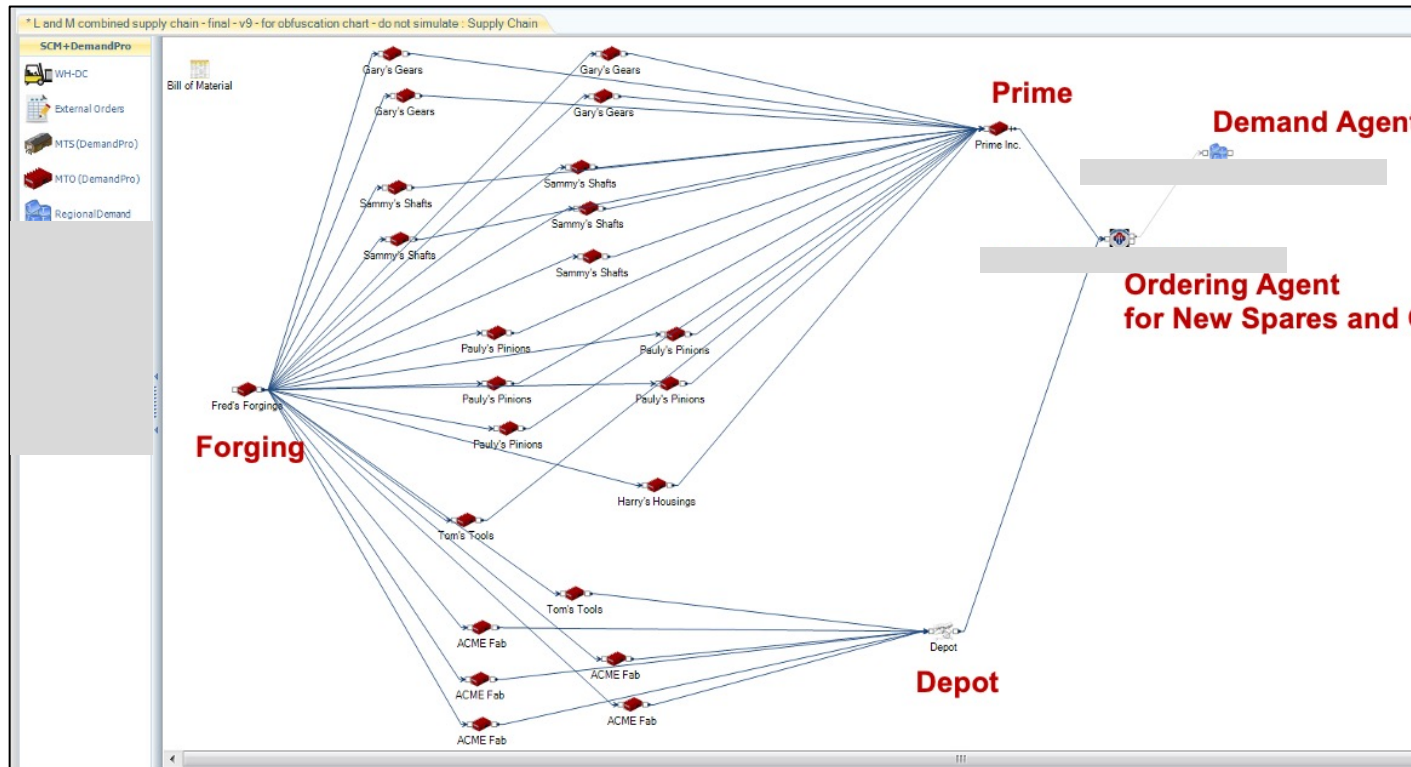 * L and M combined supply chain - final - v9 - for obfuscation chart - do not simulate : Supply Chain
SCM+DemandPro
WH-DC
External Orders
MTS (DemandPro)
MTO (DemandPro)
RegionalDemand
Bill of Material
Gary's Gears
Gary's Gears
Gary's Gears
Gary's Gears
Prime
Prime Inc.
Demand Agent
Sammy's Shafts
Sammy's Shafts
Sammy's Shafts
Sammy's Shafts
Sammy's Shafts
Ordering Agent
for New Spares and
Pauly's Pinions
Pauly's Pinions
Pauly's Pinions
Pauly's Pinions
Fred's Forgings
Forging
Pauly's Pinions
Harry's Housings
Tom's Tools
Tom's Tools
ACME Fab
Depot
ACME Fab
ACME Fab
Depot
ACME Fab
ACME Fab